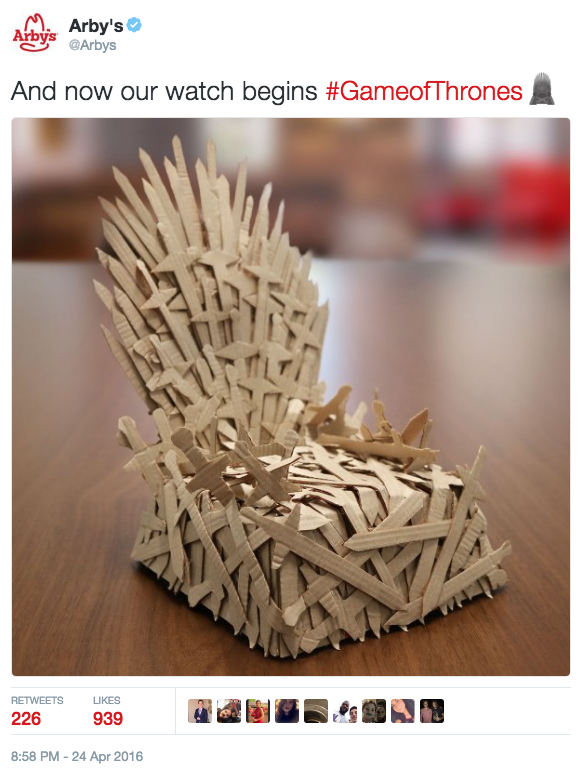 Arby's
Arby's
@Arbys
And now our watch begins #GameofThrones
RETWEETS
LIKES
226
939
8:58 PM - 24 Apr 2016